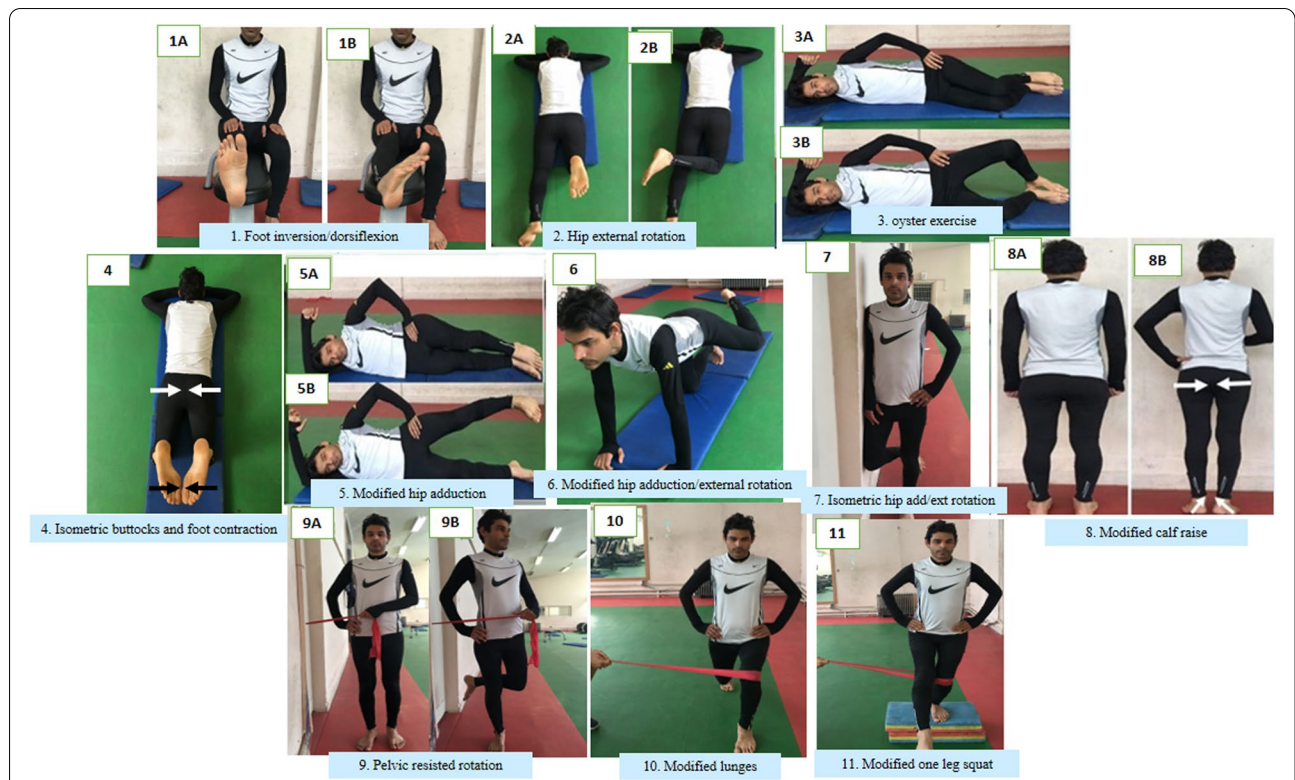 1A
1B
2A
2B
3A
3B
1. Foot inversion/dorsiflexion
2. Hip external rotation
3. oyster exercise
4
5A
5B
6
7
8A
8B
4. Isometric buttocks and foot contraction
5. Modified hip adduction
6. Modified hip adduction/external rotation
7. Isometric hip add/ext rotation
8. Modified calf raise
9A
9B
10
11
9. Pelvic resisted rotation
10. Modified lunges
11. Modified one leg squat